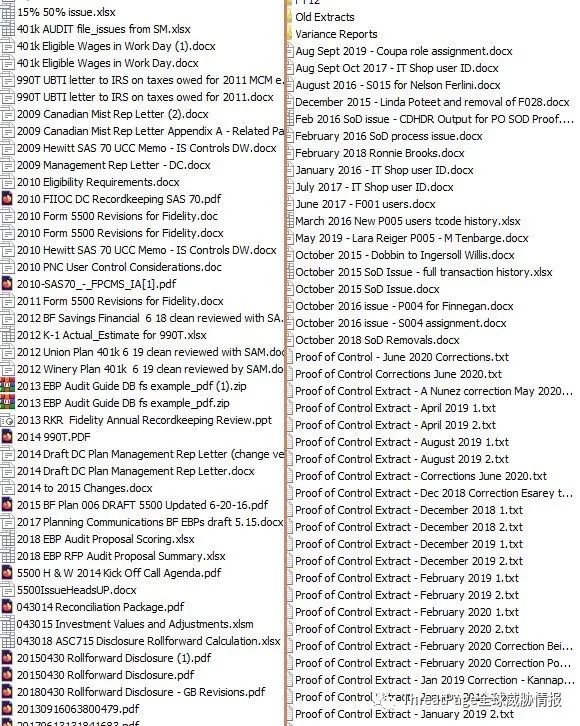 15% 50% issue.xlsx
401k AUDIT file_issues from SM.xlsx
401k Eligible Wages in Work Day (1).docx
401k Eligible Wages in Work Day.docx
990T UBTI letter to IRS on taxes owed for 2011 MCM e.
990T UBTI letter to IRS on taxes owed for 2011.docx
2009 Canadian Mist Rep Letter (2).docx
2009 Canadian Mist Rep Letter Appendix A - Related Pa
2009 Hewitt SAS 70 UCC Memo - IS Controls DW.docx
2009 Management Rep Letter - DC.docx
2010 Eligibility Requirements.docx
2010 FIIOC DC Recordkeeping SAS 70.pdf
2010 Form 5500 Revisions for Fidelity.doc
2010 Form 5500 Revisions for Fidelity.docx
2010 Hewitt SAS 70 UCC Memo - IS Controls DW.docx
2010 PNC User Control Considerations.doc
2010-SAS70_-_FPCMS_IA[1].pdf
2011 Form 5500 Revisions for Fidelity.docx
2012 BF Savings Financial  6 18 clean reviewed with SA.
2012 K-1 Actual_Estimate for 990T.xlsx
2012 Union Plan 401k  6 19 clean reviewed with SAM.do
2012 Winery Plan 401k  6 19 clean reviewed by SAM.do
2013 EBP Audit Guide DB fs example_pdf (1).zip
2013 EBP Audit Guide DB fs example_pdf.zip
2013 RKR  Fidelity Annual Recordkeeping Review.ppt
2014 990T.PDF
2014 Draft DC Plan Management Rep Letter (change ve
2014 Draft DC Plan Management Rep Letter.docx
2014 to 2015 Changes.docx
2015 BF Plan 006 DRAFT 5500 Updated 6-20-16.pdf
2017 Planning Communications BF EBPs draft 5.15.docx
2018 EBP Audit Proposal Scoring.xlsx
2018 EBP RFP Audit Proposal Summary.xlsx
5500 H & W 2014 Kick Off Call Agenda.pdf
5500IssueHeadsUP.docx
043014 Reconciliation Package.pdf
043015 Investment Values and Adjustments.xlsm
043018 ASC715 Disclosure Rollforward Calculation.xlsx
20150430 Rollforward Disclosure (1).pdf
20150430 Rollforward Disclosure.pdf
20180430 Rollforward Disclosure - GB Revisions.pdf
20130916063800479.pdf
FY12
Old Extracts
Variance Reports
Aug Sept 2019 - Coupa role assignment.docx
Aug Sept Oct 2017 - IT Shop user ID.docx
August 2016 - S015 for Nelson Ferlini.docx
December 2015 - Linda Poteet and removal of F028.docx
Feb 2016 SoD issue - CDHDR Output for PO SOD Proof....
February 2016 SoD process issue.docx
February 2018 Ronnie Brooks.docx
January 2016 - IT Shop user ID.docx
July 2017 - IT Shop user ID.docx
June 2017 - F001 users.docx
March 2016 New P005 users tcode history.xlsx
May 2019 - Lara Reiger P005 - M Tenbarge.docx
October 2015 - Dobbin to Ingersoll Willis.docx
October 2015 SoD Issue - full transaction history.xlsx
October 2015 SoD Issue.docx
October 2016 issue - P004 for Finnegan.docx
October 2016 issue - S004 assignment.docx
October 2018 SoD Removals.docx
Proof of Control - June 2020 Corrections.txt
Proof of Control Corrections June 2020.txt
Proof of Control Extract - A Nunez correction May 2020...
Proof of Control Extract - April 2019 1.txt
Proof of Control Extract - April 2019 2.txt
Proof of Control Extract - August 2019 1.txt
Proof of Control Extract - August 2019 2.txt
Proof of Control Extract - Corrections June 2020.txt
Proof of Control Extract - Dec 2018 Correction Esarey t...
Proof of Control Extract - December 2018 1.txt
Proof of Control Extract - December 2018 2.txt
Proof of Control Extract - December 2019 1.txt
Proof of Control Extract - December 2019 2.txt
Proof of Control Extract - February 2019 1.txt
Proof of Control Extract - February 2019 2.txt
Proof of Control Extract - February 2020 1.txt
Proof of Control Extract - February 2020 2.txt
Proof of Control Extract - February 2020 Correction Bei...
Proof of Control Extract - February 2020 Correction Po...
Proof of Control Extract - Jan 2019 Correction - Kannap...
Proof of Control Extract - January 2019 1.txt
Proof of Control Extract - January 2019 2.txt
ThreatPage全球威胁情报